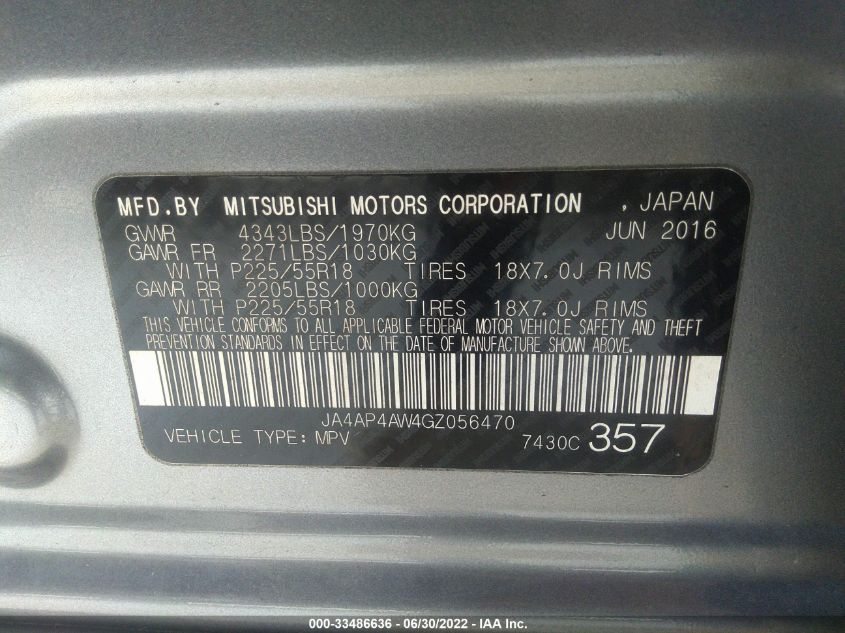 MFD.BY MITSUBISHI MOTORS CORPORATION , JAPAN
GVWR 4343LBS/1970KG JUN 2016
GAWR FR 2271LBS/1030KG
WITH P225/55R18 TIRES 18X7.0J RIMS
GAWR RR 2205LBS/1000KG
WITH P225/55R18 TIRES 18X7.0J RIMS
THIS VEHICLE CONFORMS TO ALL APPLICABLE FEDERAL MOTOR VEHICLE SAFETY AND THEFT
PREVENTION STANDARDS IN EFFECT ON THE DATE OF MANUFACTURE SHOWN ABOVE.
JA4AP4AW4GZ056470
VEHICLE TYPE: MPV 7430C 357
000-33486636 - 06/30/2022 - IAA Inc.